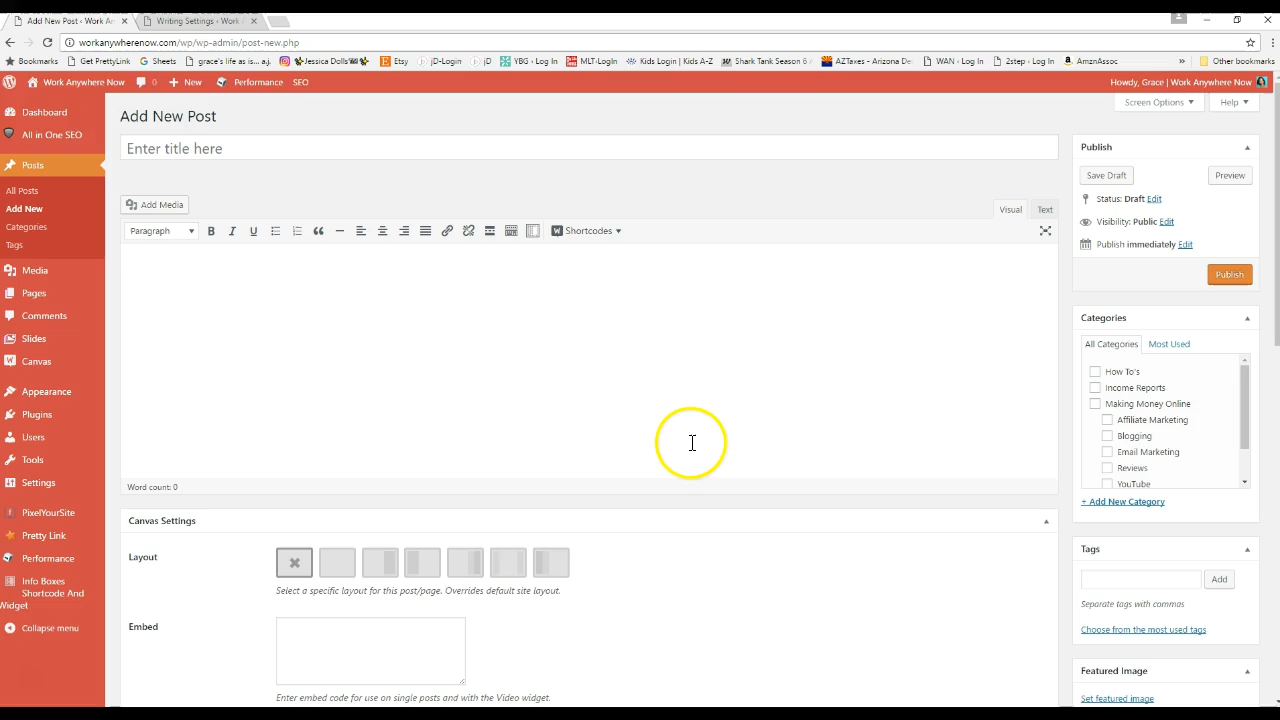 Add New Post ‹ Work An
Writing Settings ‹ Work A
workanywherenow.com/wp/wp-admin/post-new.php
Bookmarks Get PrettyLink Sheets grace's life as is... a.j. Jessica Dolls Etsy jD-Login jD YBG - Log In MLT-LogIn Kids Login | Kids A-Z Shark Tank Season 6 AZTaxes - Arizona De WAN ‹ Log In 2step ‹ Log In AmznAssoc » Other bookmarks
Work Anywhere Now 0 New Performance SEO Howdy, Grace | Work Anywhere Now
Screen Options Help
Dashboard
All in One SEO
Posts
All Posts
Add New
Categories
Tags
Media
Pages
Comments
Slides
Canvas
Appearance
Plugins
Users
Tools
Settings
PixelYourSite
Pretty Link
Performance
Info Boxes
Shortcode And
Widget
Collapse menu
Add New Post
Enter title here
Add Media
Visual Text
Paragraph B I U Shortcodes
Word count: 0
Canvas Settings
Layout
Select a specific layout for this post/page. Overrides default site layout.
Embed
Enter embed code for use on single posts and with the Video widget.
Publish
Save Draft Preview
Status: Draft Edit
Visibility: Public Edit
Publish immediately Edit
Publish
Categories
All Categories Most Used
How To's
Income Reports
Making Money Online
Affiliate Marketing
Blogging
Email Marketing
Reviews
YouTube
+ Add New Category
Tags
Add
Separate tags with commas
Choose from the most used tags
Featured Image
Set featured image